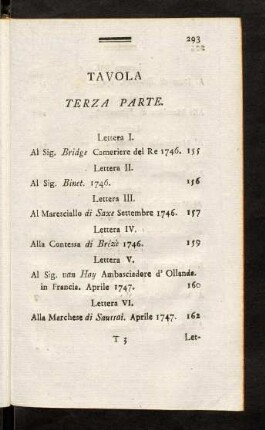 293
TAVOLA
TERZA PARTE.
Lettera I.
Al Sig. Bridge Cameriere del Re 1746. 155
Lettera II.
Al Sig. Binet. 1746. 156
Lettera III.
Al Maresciallo di Saxe Settembre 1746. 157
Lettera IV.
Alla Contessa di Brizè 1746. 159
Lettera V.
Al Sig. van Hay Ambasciadore d' Ollanda.
in Francia. Aprile 1747. 160
Lettera VI.
Alla Marchese di Saussai. Aprile 1747. 162
T 3 Let-